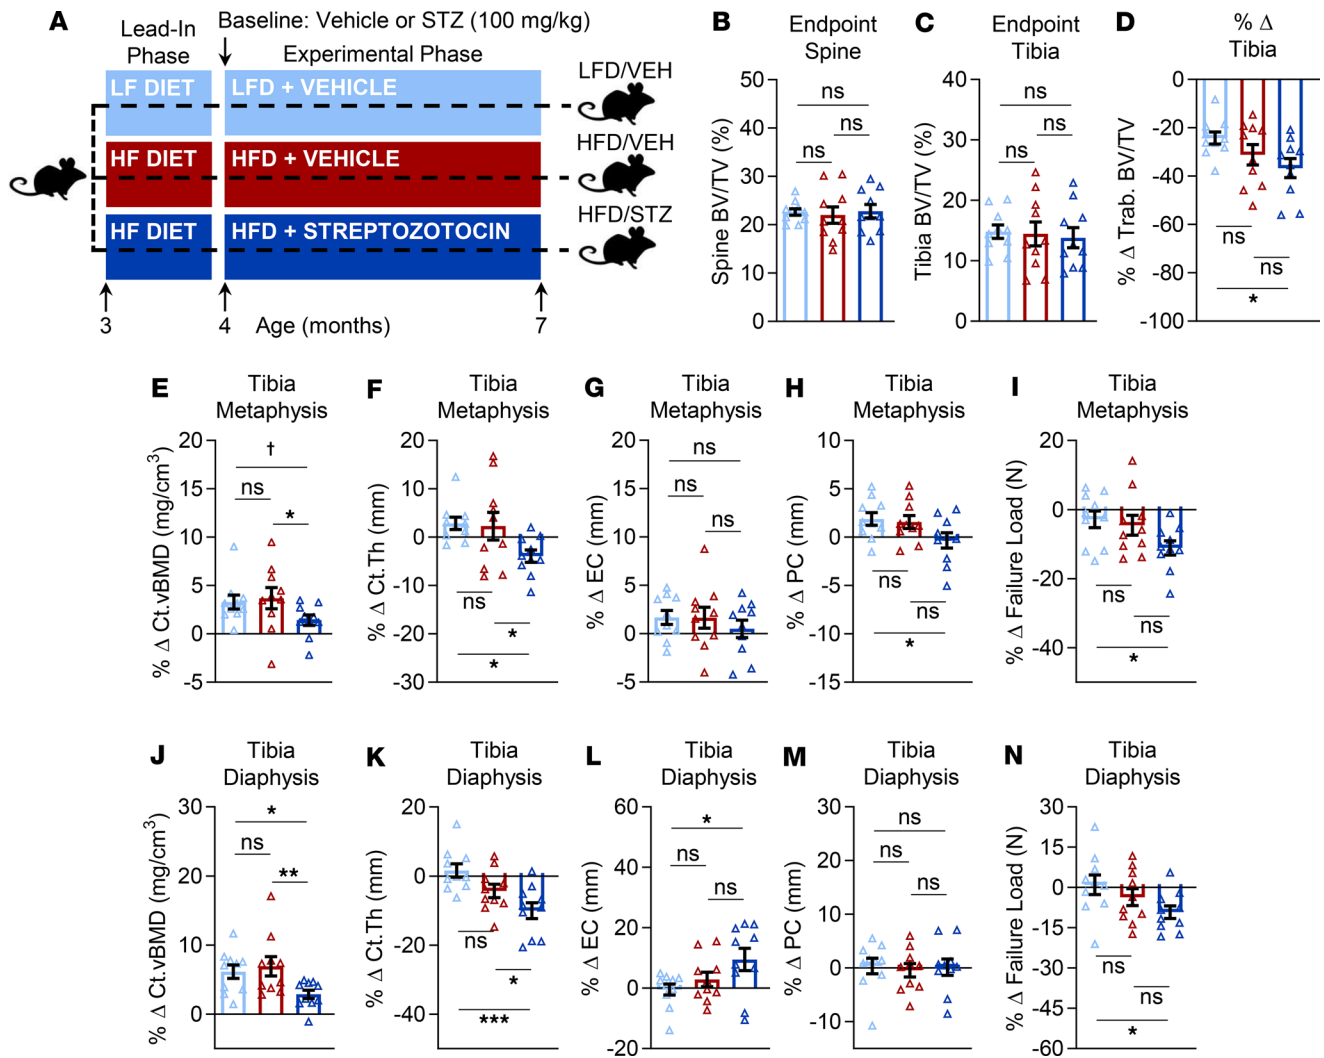 A
Baseline: Vehicle or STZ (100 mg/kg)
Lead-In
Phase
Experimental Phase
LF DIET
LFD + VEHICLE
LFD/VEH
HF DIET
HFD + VEHICLE
HFD/VEH
HF DIET
HFD + STREPTOZOTOCIN
HFD/STZ
3
4
Age (months)
7
B
Endpoint
Spine
Spine BV/TV (%)
50
40
30
20
10
0
ns
ns
ns
C
Endpoint
Tibia
Tibia BV/TV (%)
40
30
20
10
0
ns
ns
ns
D
% Δ
Tibia
% Δ Trab. BV/TV
0
-20
-40
-60
-80
-100
ns
ns
*
E
Tibia
Metaphysis
% Δ Ct.vBMD (mg/cm³)
20
15
10
5
0
-5
†
ns
*
F
Tibia
Metaphysis
% Δ Ct.Th (mm)
20
10
0
-10
-20
-30
ns
*
*
G
Tibia
Metaphysis
% Δ EC (mm)
20
15
10
5
0
-5
ns
ns
ns
H
Tibia
Metaphysis
% Δ PC (mm)
10
5
0
-5
-10
-15
ns
ns
*
I
Tibia
Metaphysis
% Δ Failure Load (N)
20
0
-20
-40
ns
ns
*
J
Tibia
Diaphysis
% Δ Ct.vBMD (mg/cm³)
30
20
10
0
*
ns
**
K
Tibia
Diaphysis
% Δ Ct.Th (mm)
20
0
-20
-40
ns
*
***
L
Tibia
Diaphysis
% Δ EC (mm)
60
40
20
0
-20
*
ns
ns
M
Tibia
Diaphysis
% Δ PC (mm)
30
20
10
0
-10
ns
ns
ns
N
Tibia
Diaphysis
% Δ Failure Load (N)
30
15
0
-15
-30
-45
-60
ns
ns
*